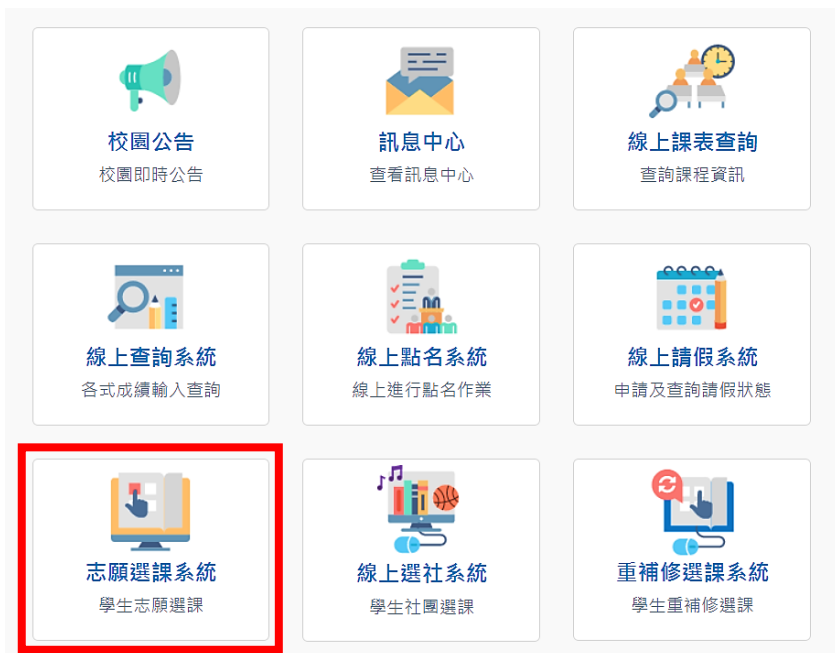 校園公告
校園即時公告
訊息中心
查看訊息中心
線上課表查詢
查詢課程資訊
線上查詢系統
各式成績輸入查詢
線上點名系統
線上進行點名作業
線上請假系統
申請及查詢請假狀態
志願選課系統
學生志願選課
線上選社系統
學生社團選課
重補修選課系統
學生重補修選課